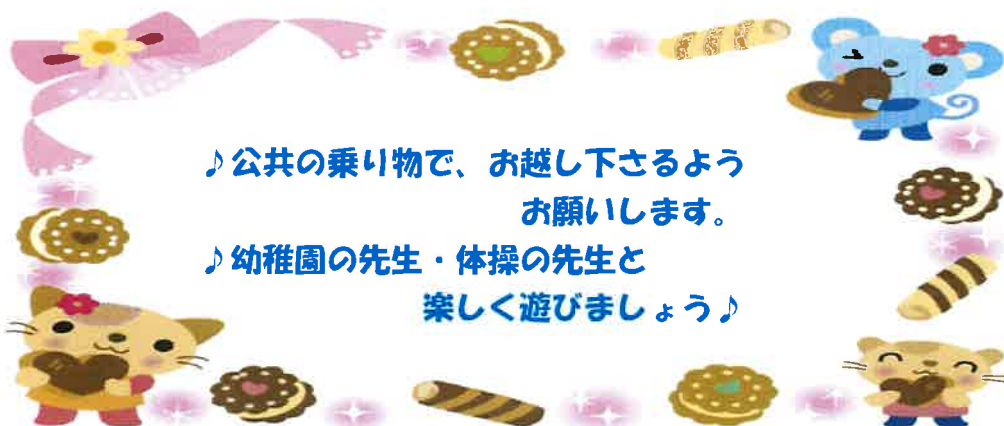 ♪公共の乗り物で、お越し下さるよう
お願いします。
♪幼稚園の先生・体操の先生と
楽しく遊びましょう♪